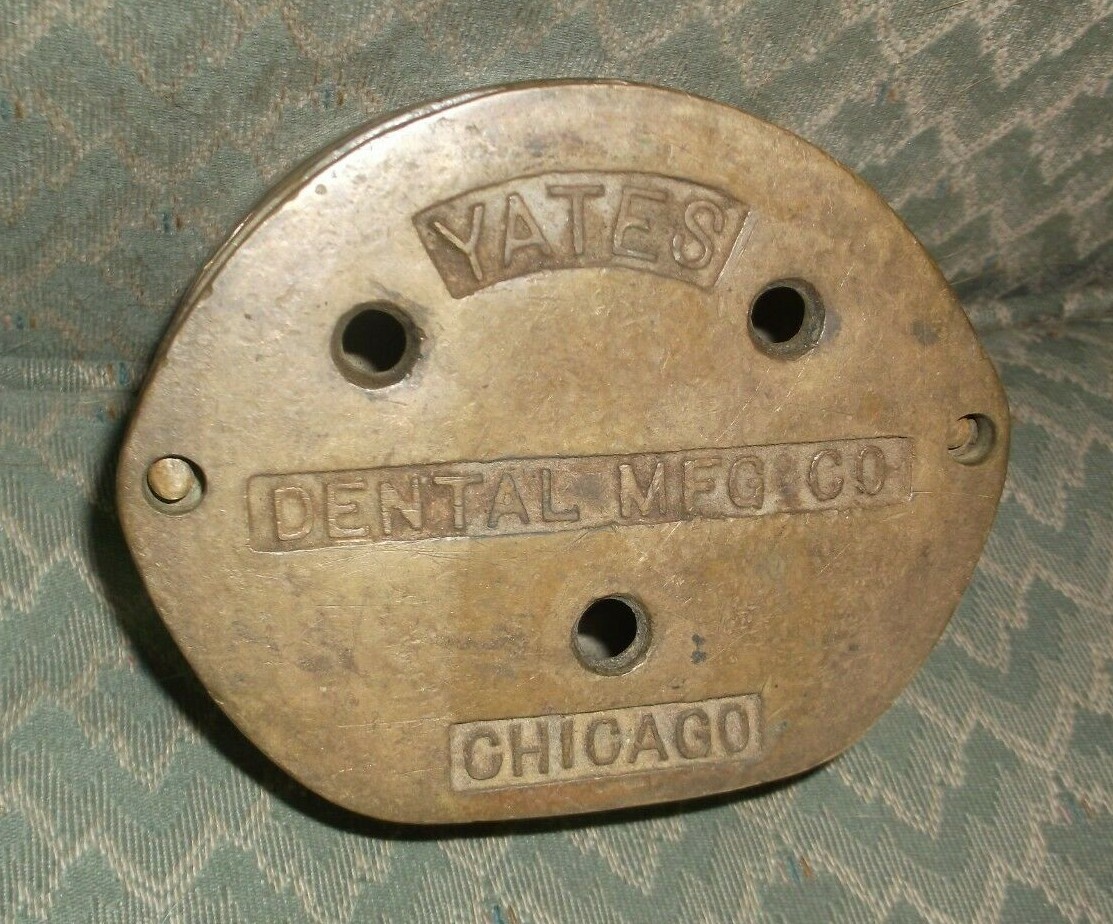 YATES
DENTAL MFG CO
CHICAGO